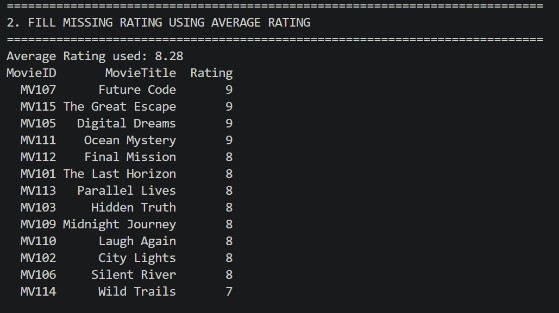 ================================================================================
2. FILL MISSING RATING USING AVERAGE RATING
================================================================================
Average Rating used: 8.28
MovieID MovieTitle Rating
MV107 Future Code 9
MV115 The Great Escape 9
MV105 Digital Dreams 9
MV111 Ocean Mystery 9
MV112 Final Mission 8
MV101 The Last Horizon 8
MV113 Parallel Lives 8
MV103 Hidden Truth 8
MV109 Midnight Journey 8
MV110 Laugh Again 8
MV102 City Lights 8
MV106 Silent River 8
MV114 Wild Trails 7